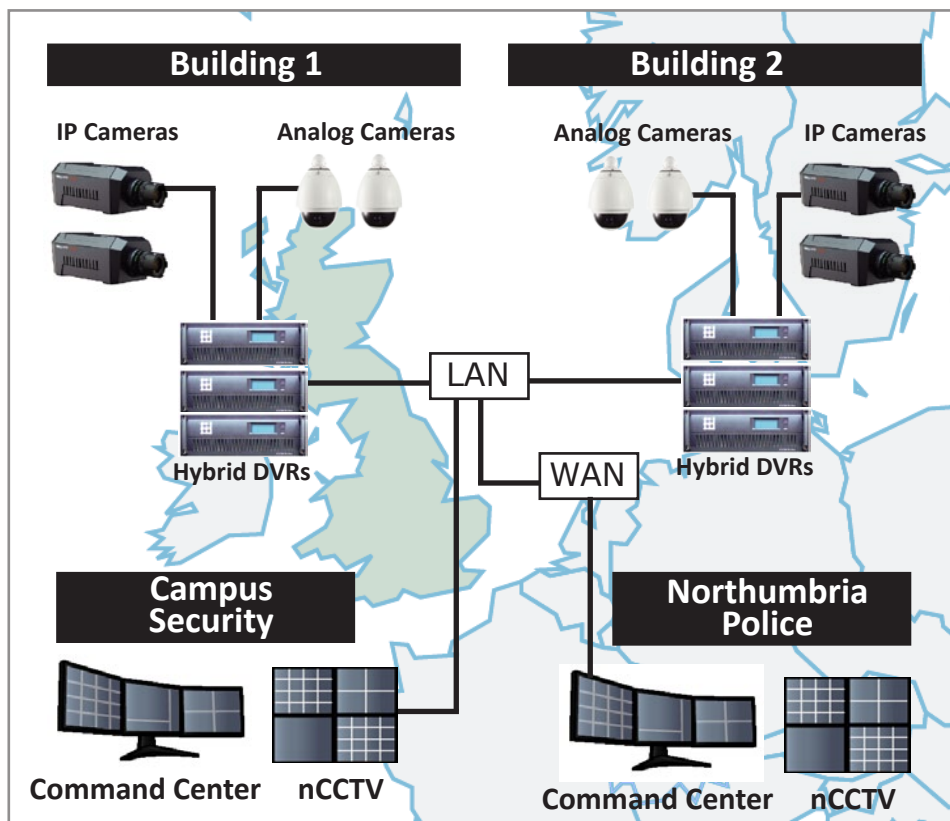 Building 1
Building 2
IP Cameras
Analog Cameras
Analog Cameras
IP Cameras
LAN
Hybrid DVRs
WAN
Hybrid DVRs
Campus
Security
Northumbria
Police
Command Center
nCCTV
Command Center
nCCTV